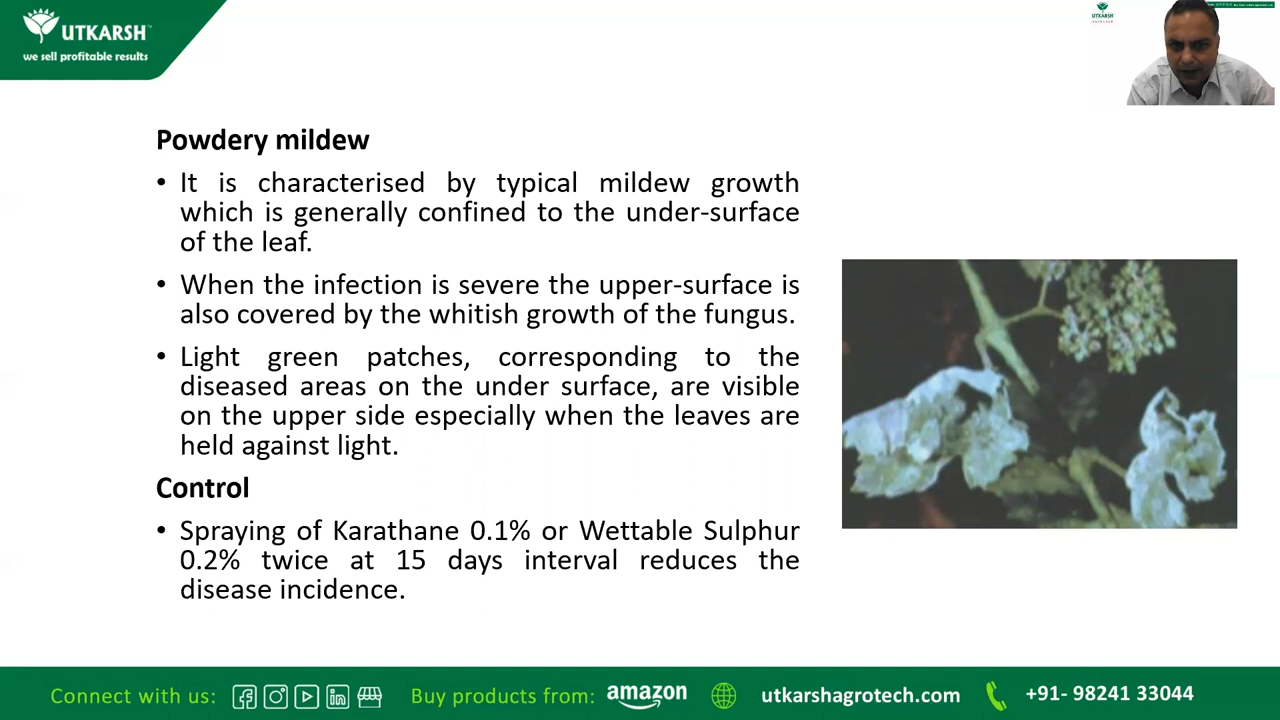 UTKARSH
we sell profitable results
UTKARSH
Powdery mildew
• It is characterised by typical mildew growth
which is generally confined to the under-surface
of the leaf.
• When the infection is severe the upper-surface is
also covered by the whitish growth of the fungus.
• Light green patches, corresponding to the
diseased areas on the under surface, are visible
on the upper side especially when the leaves are
held against light.
Control
• Spraying of Karathane 0.1% or Wettable Sulphur
0.2% twice at 15 days interval reduces the
disease incidence.
Connect with us:
Buy products from: amazon
utkarshagrotech.com
+91- 98241 33044